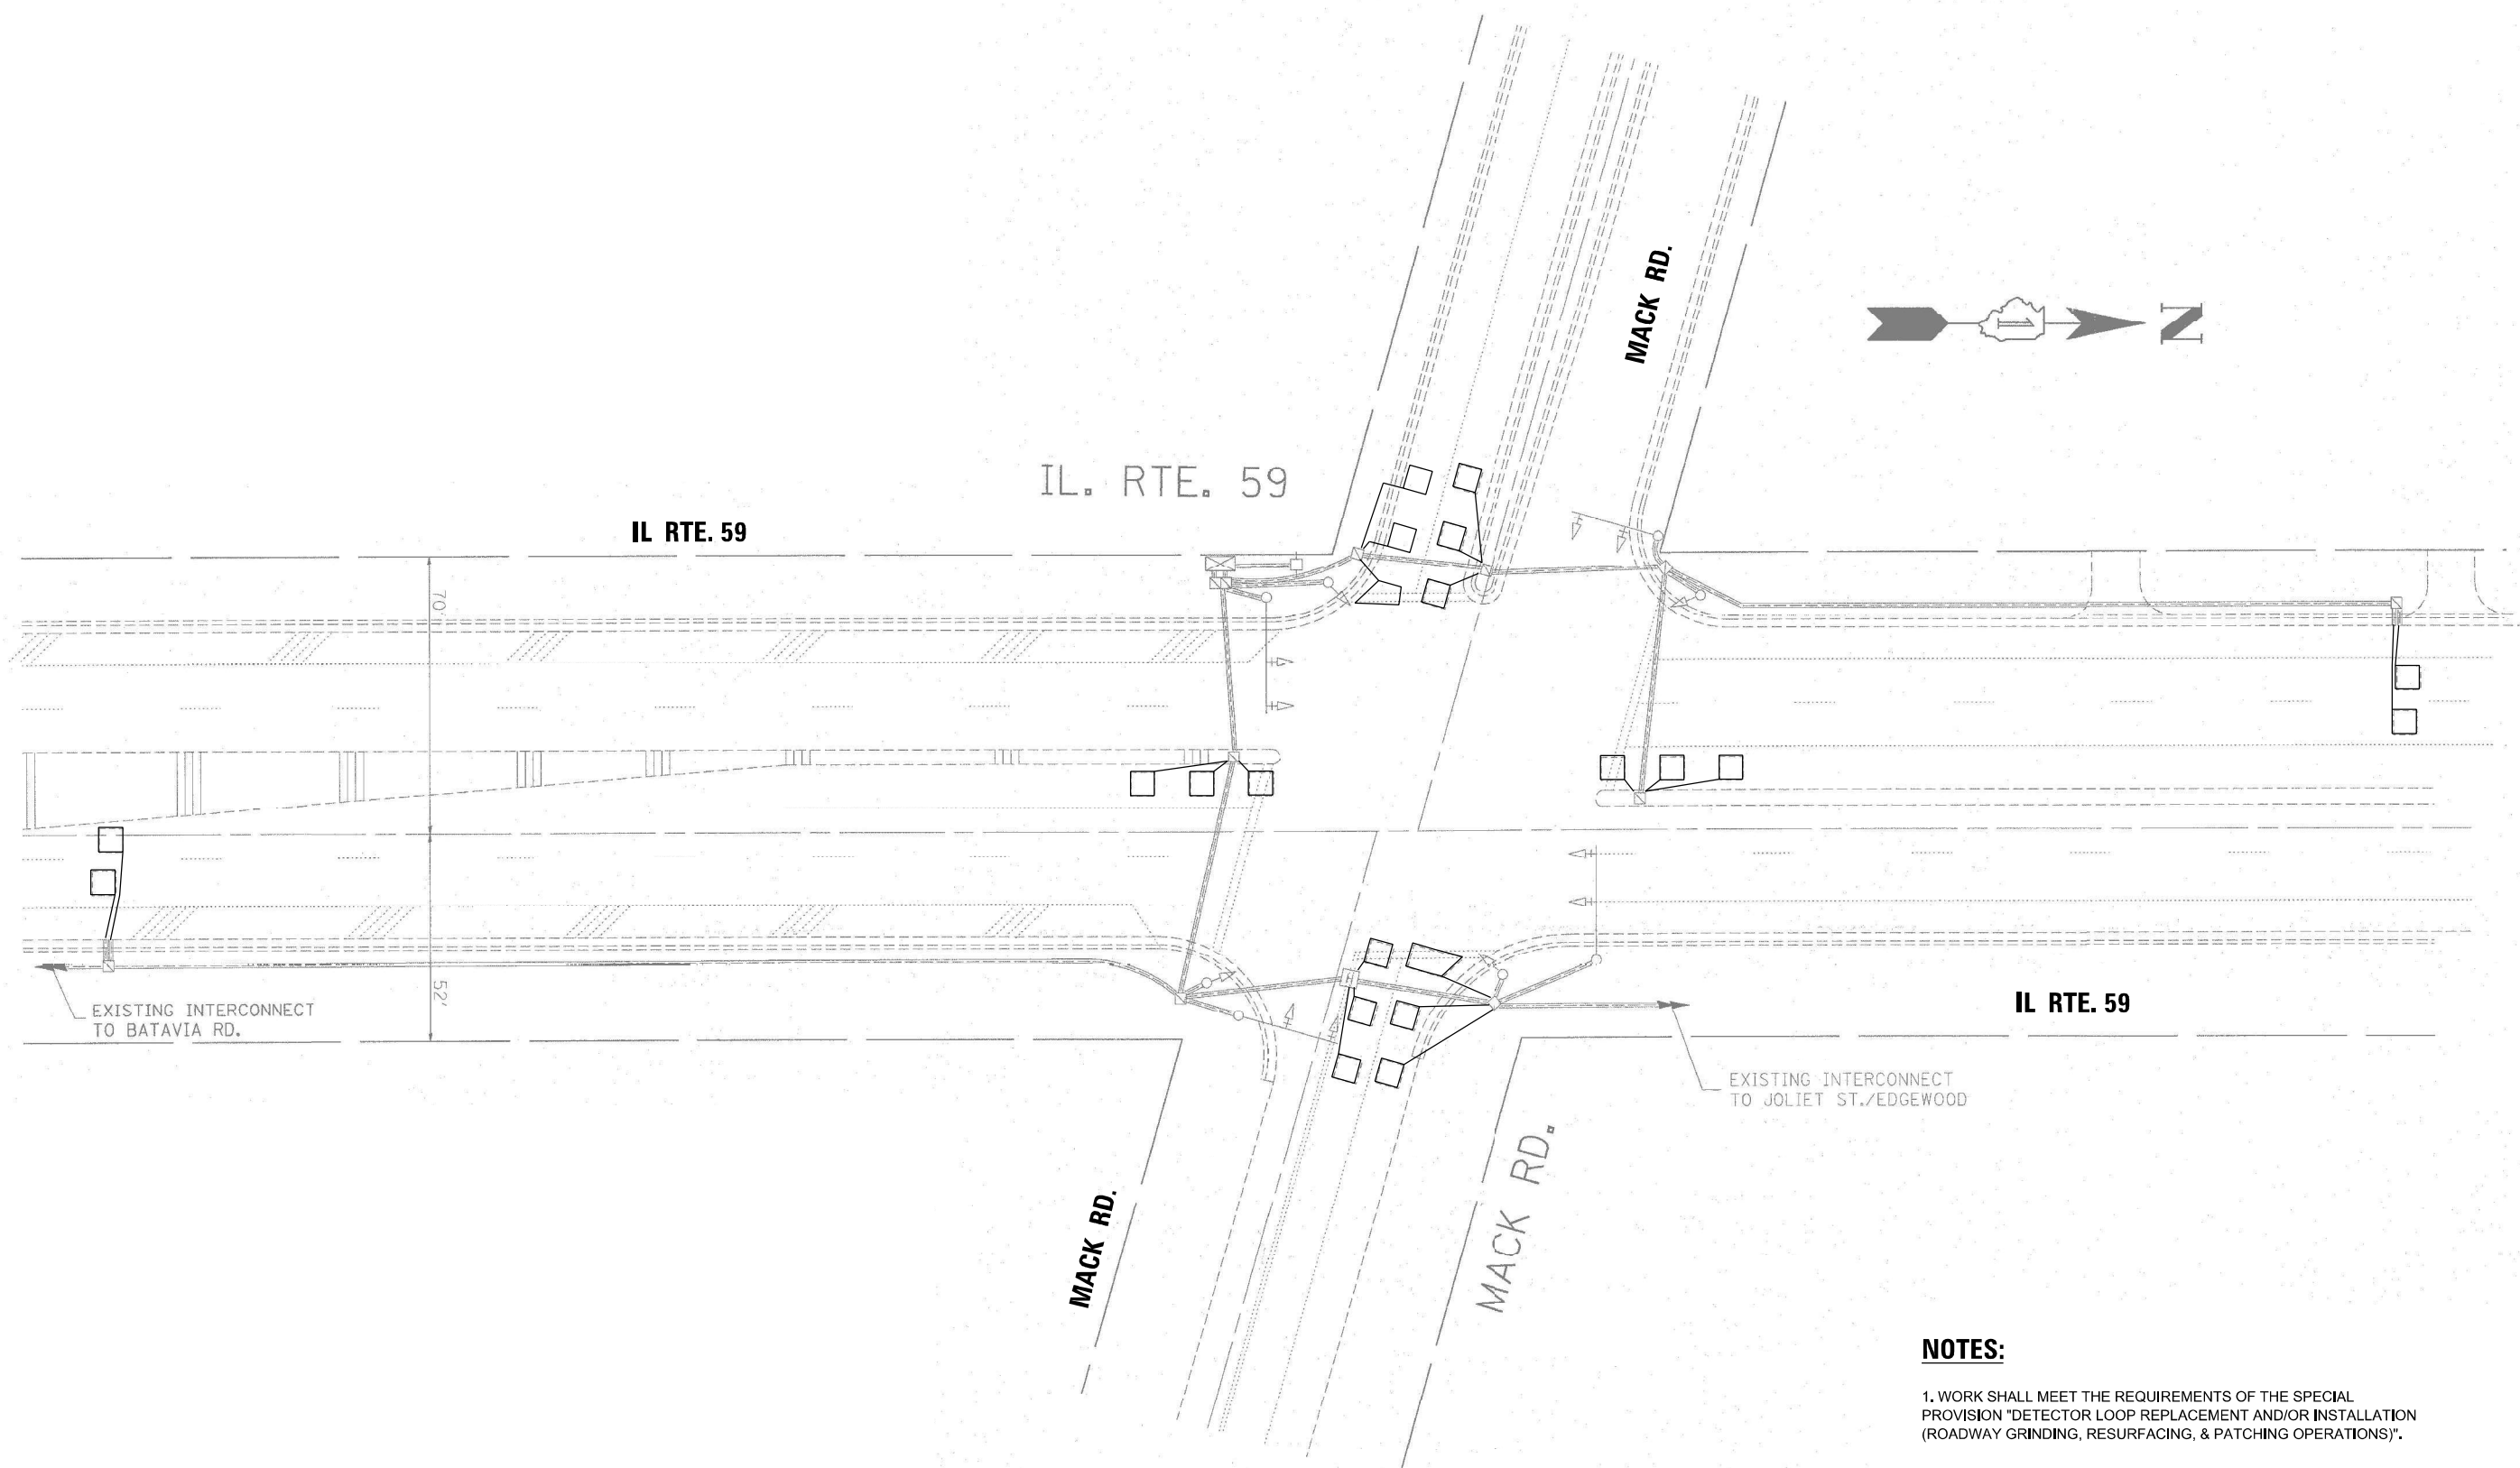 MACK RD.
N
1
IL. RTE. 59
IL RTE. 59
70'
52'
EXISTING INTERCONNECT
TO BATAVIA RD.
IL RTE. 59
EXISTING INTERCONNECT
TO JOLIET ST./EDGEWOOD
MACK RD.
MACK RD.
NOTES:
1. WORK SHALL MEET THE REQUIREMENTS OF THE SPECIAL
PROVISION "DETECTOR LOOP REPLACEMENT AND/OR INSTALLATION
(ROADWAY GRINDING, RESURFACING, & PATCHING OPERATIONS)".